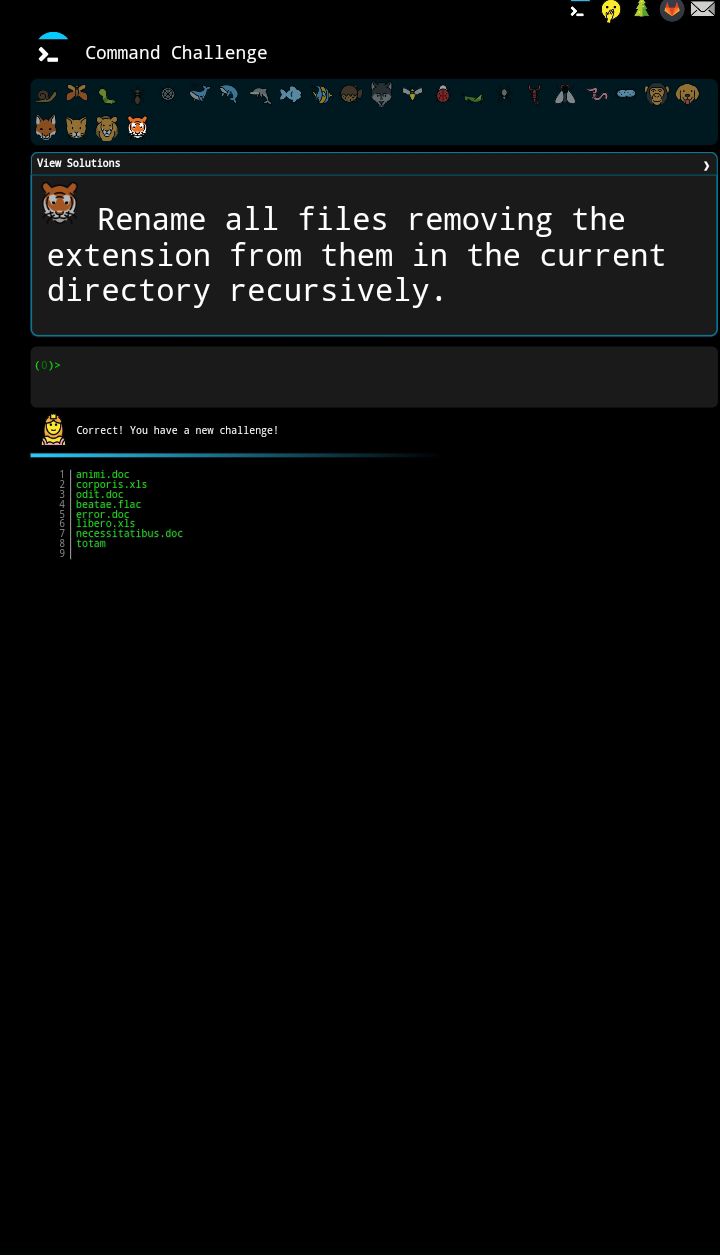 Command Challenge
View Solutions
Rename all files removing the
extension from them in the current
directory recursively.
(0)>
Correct! You have a new challenge!
1 animi.doc
2 corporis.xls
3 odit.doc
4 beatae.flac
5 error.doc
6 libero.xls
7 necessitatibus.doc
8 totam
9